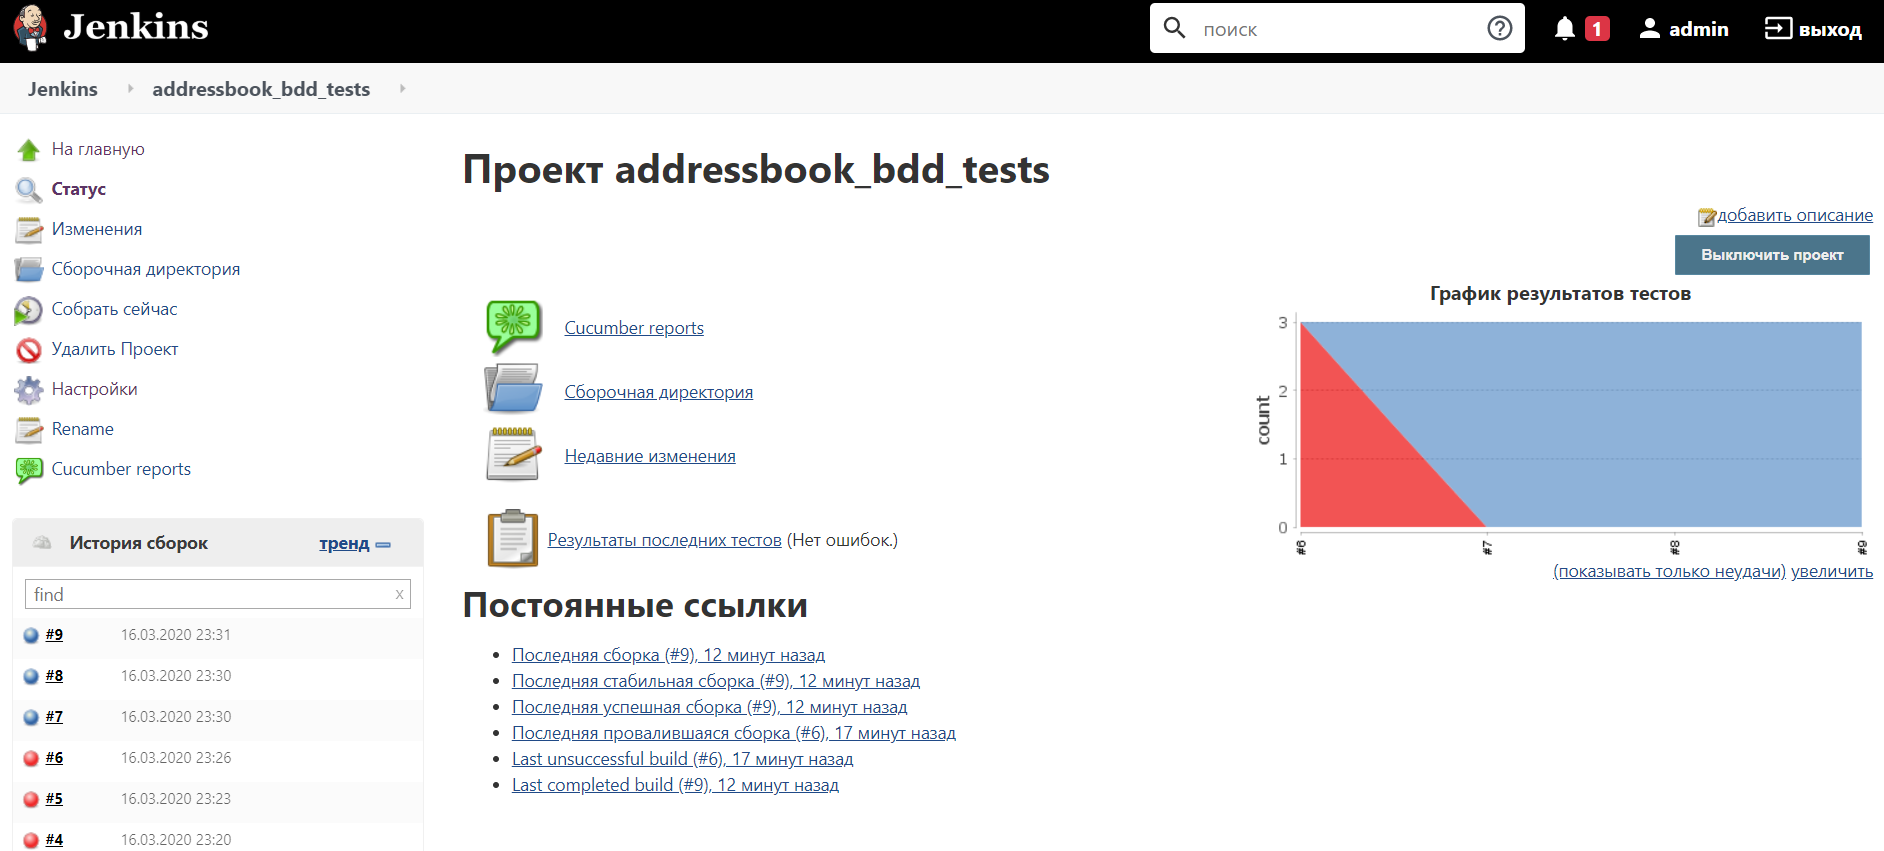 Jenkins
поиск
1
admin
выход
Jenkins
addressbook_bdd_tests
На главную
Статус
Изменения
Сборочная директория
Собрать сейчас
Удалить Проект
Настройки
Rename
Cucumber reports
История сборок
тренд
find
x
#9 16.03.2020 23:31
#8 16.03.2020 23:30
#7 16.03.2020 23:30
#6 16.03.2020 23:26
#5 16.03.2020 23:23
#4 16.03.2020 23:20
Проект addressbook_bdd_tests
добавить описание
Выключить проект
Cucumber reports
Сборочная директория
Недавние изменения
Результаты последних тестов (Нет ошибок.)
График результатов тестов
count
3
2
1
0
#6
#7
#8
#9
(показывать только неудачи) увеличить
Постоянные ссылки
Последняя сборка (#9), 12 минут назад
Последняя стабильная сборка (#9), 12 минут назад
Последняя успешная сборка (#9), 12 минут назад
Последняя провалившаяся сборка (#6), 17 минут назад
Last unsuccessful build (#6), 17 минут назад
Last completed build (#9), 12 минут назад